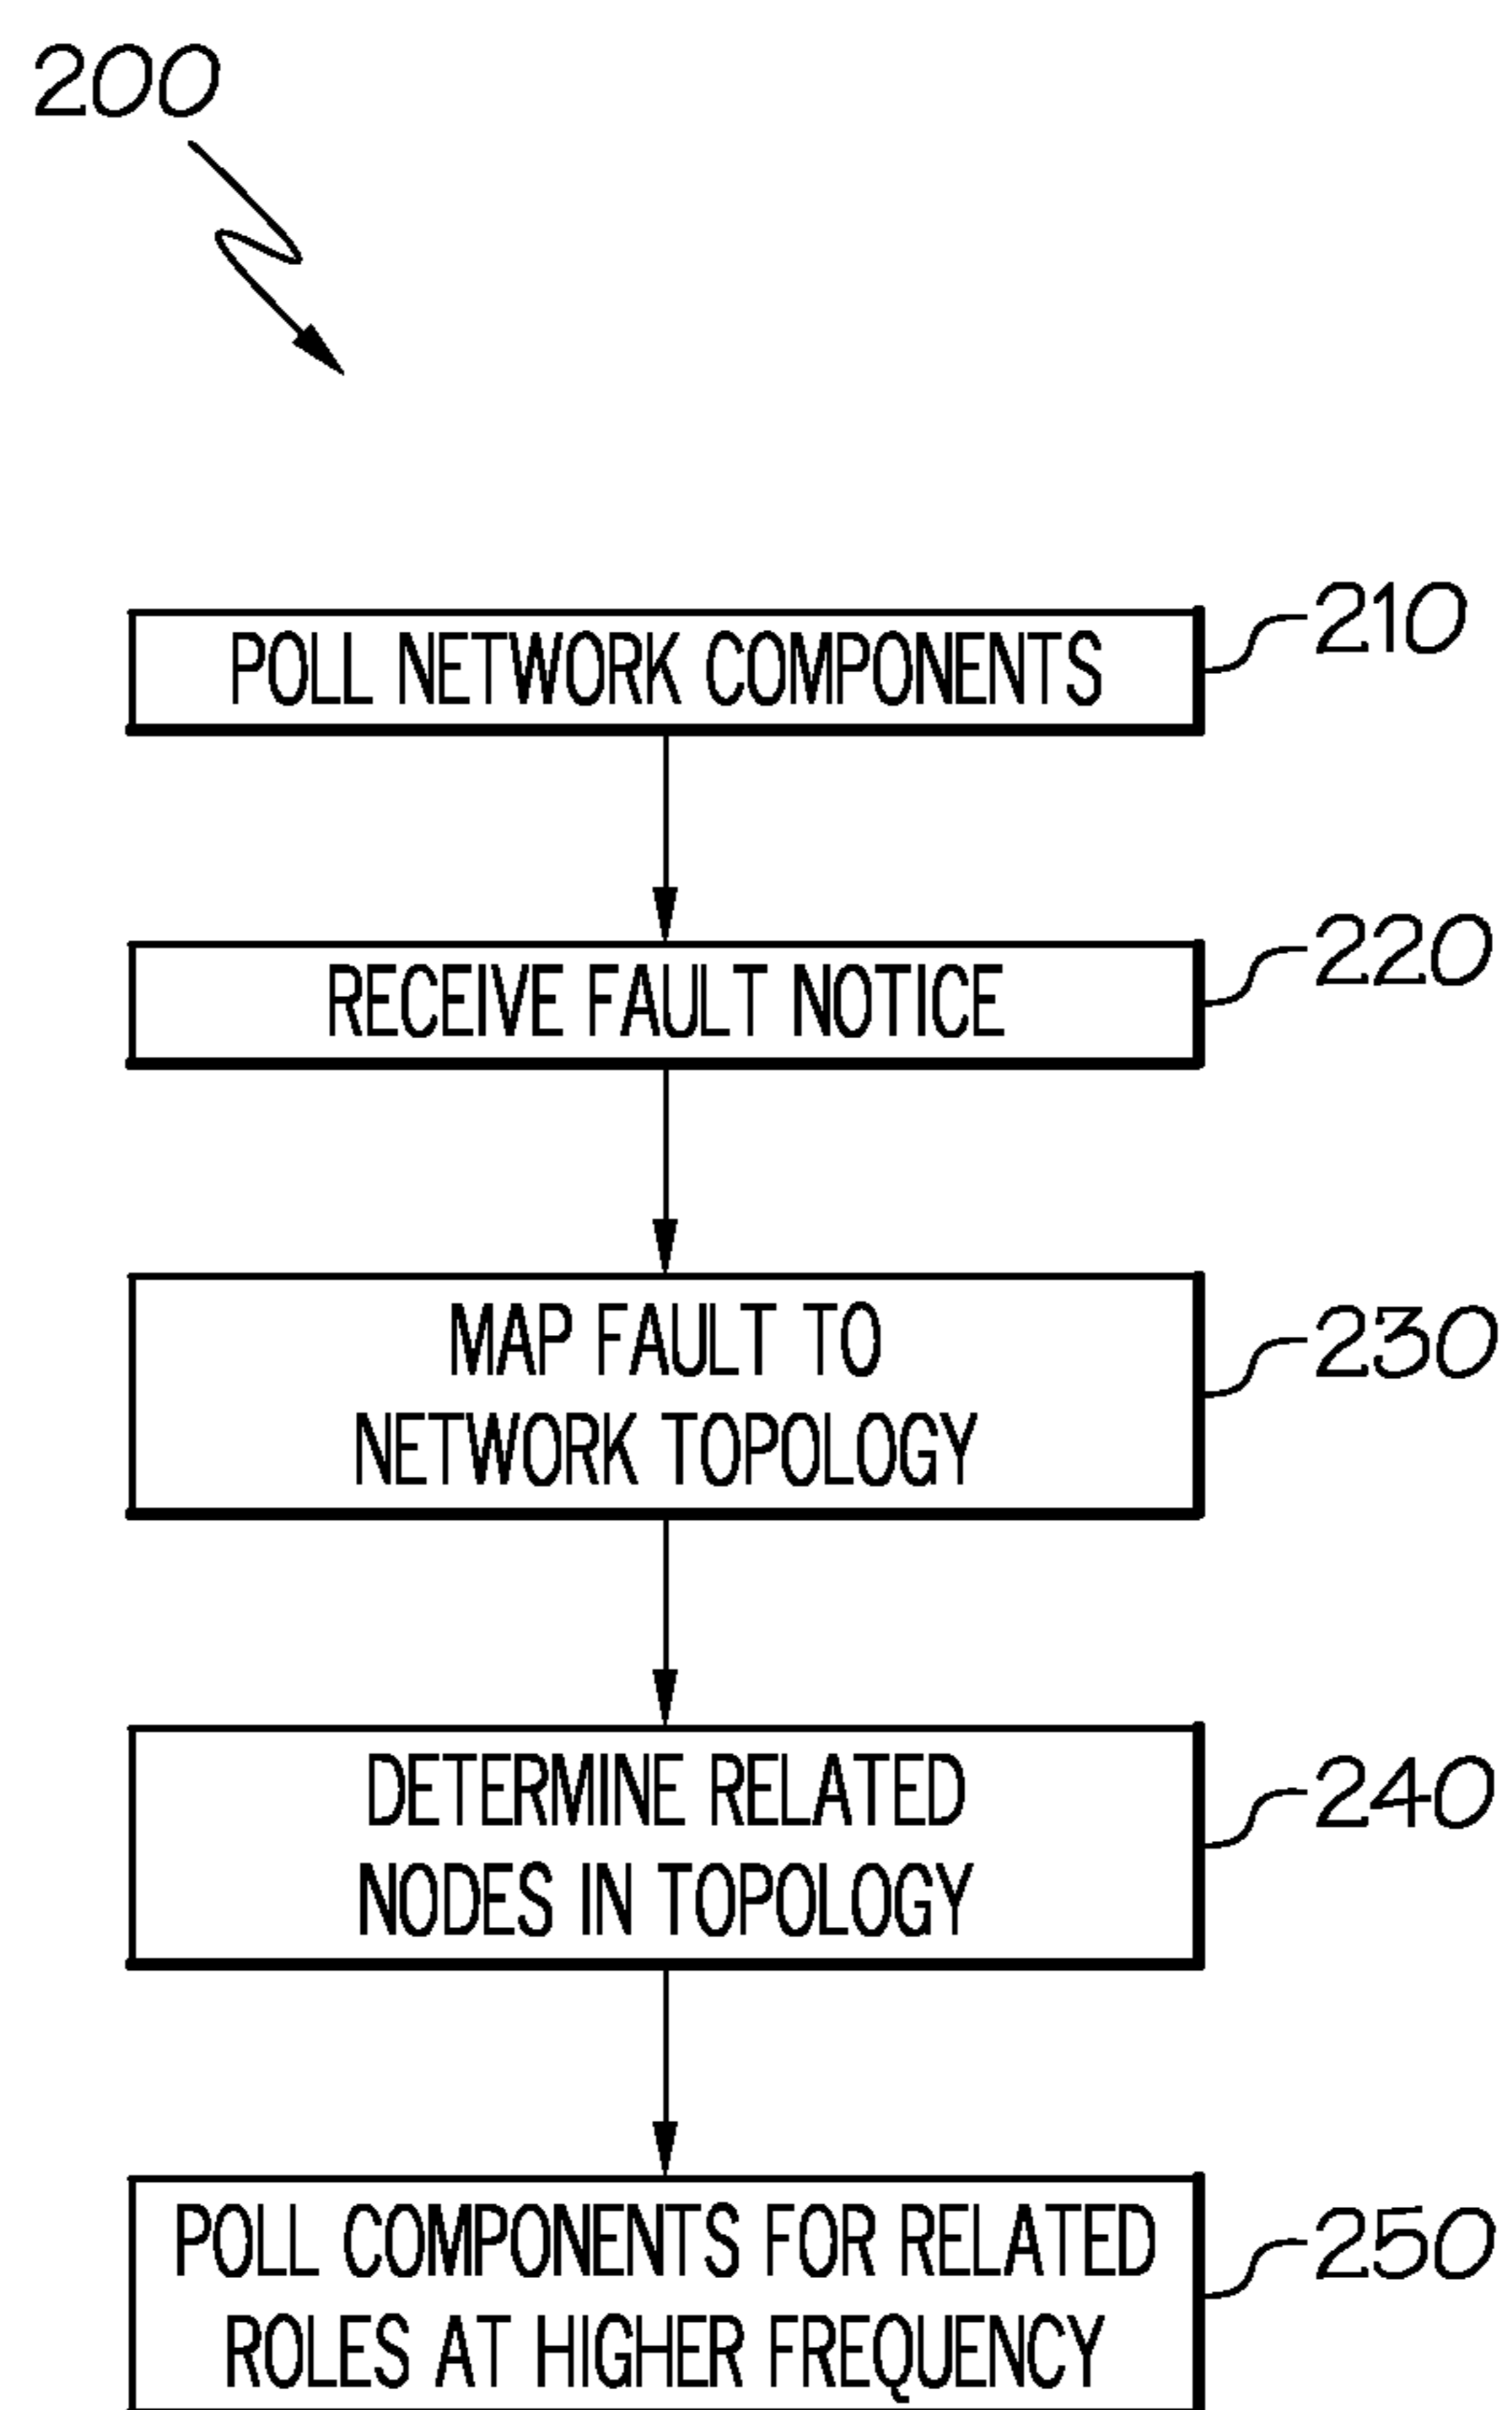 200
POLL NETWORK COMPONENTS
210
RECEIVE FAULT NOTICE
220
MAP FAULT TO
NETWORK TOPOLOGY
230
DETERMINE RELATED
NODES IN TOPOLOGY
240
POLL COMPONENTS FOR RELATED
ROLES AT HIGHER FREQUENCY
250